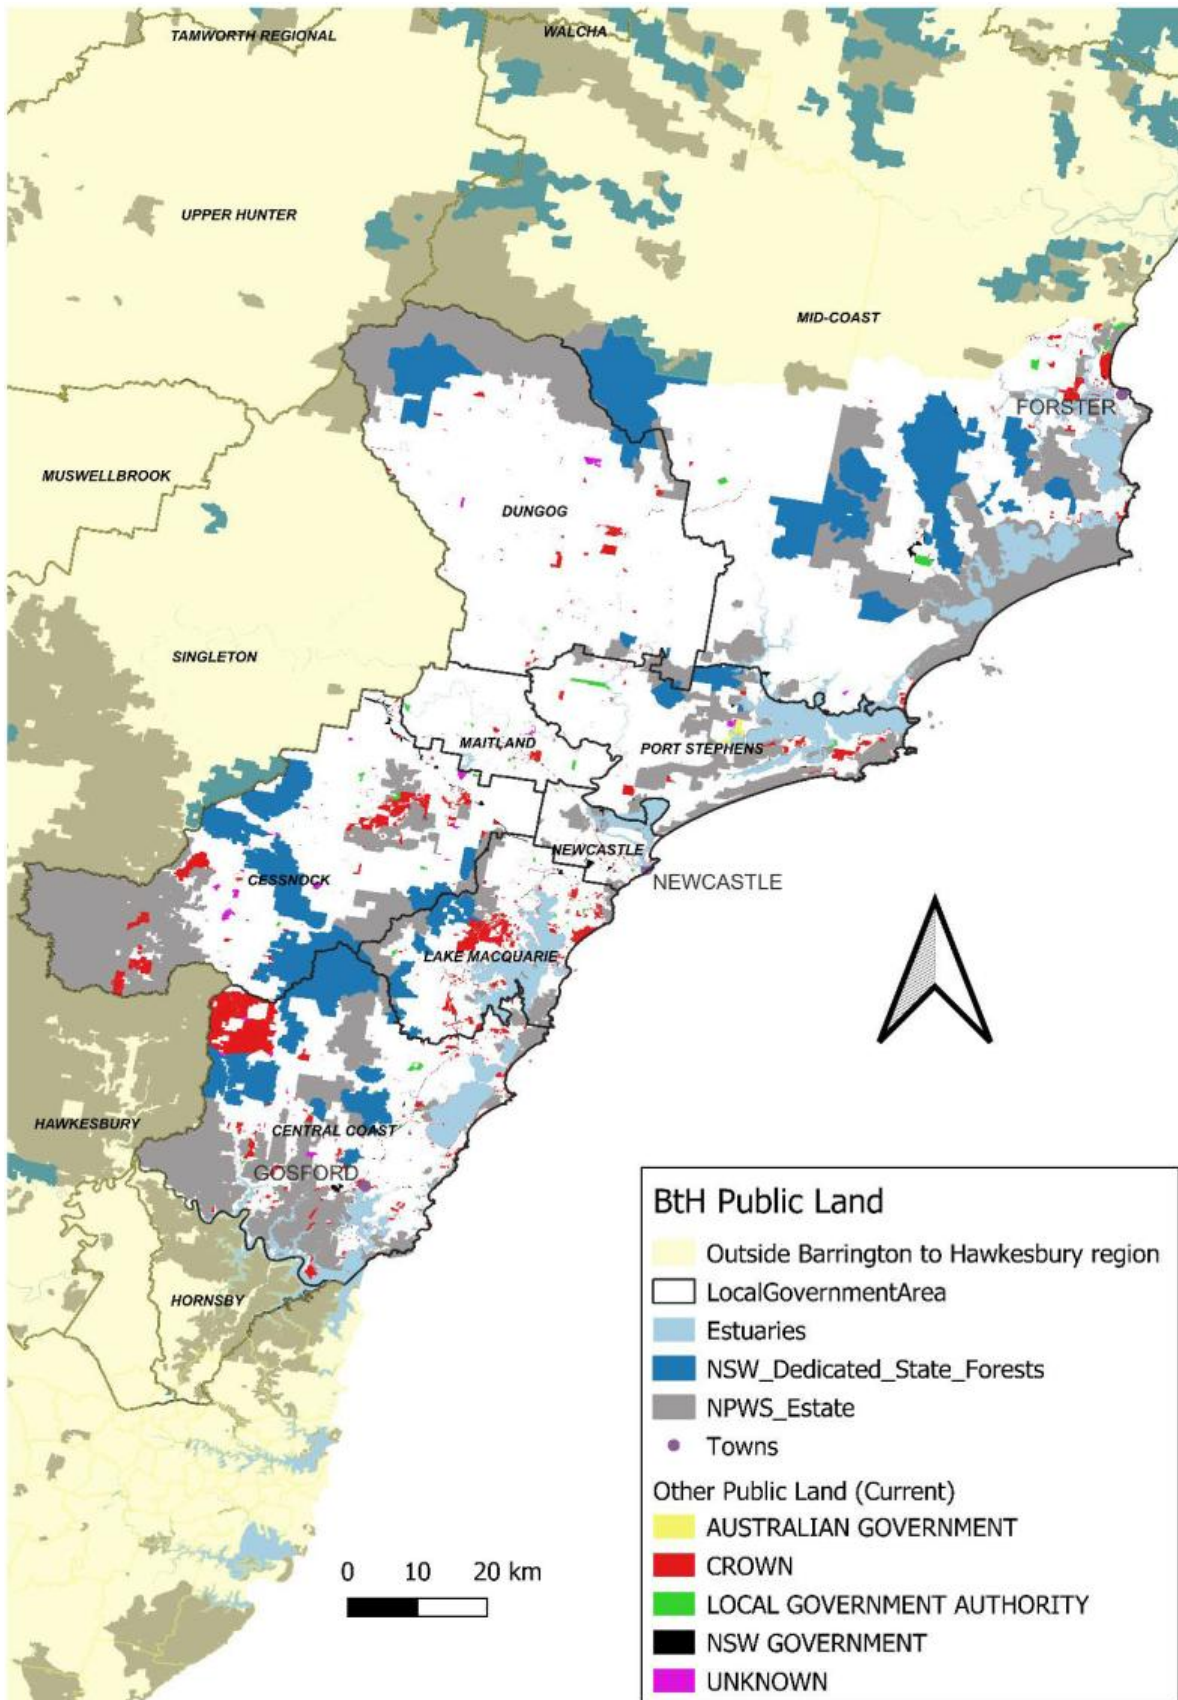 TAMWORTH REGIONAL
WALCHA
UPPER HUNTER
MID-COAST
FORSTER
MUSWELLBROOK
DUNGOG
SINGLETON
MAITLAND
PORT STEPHENS
NEWCASTLE
CESSNOCK
NEWCASTLE
LAKE MACQUARIE
HAWKESBURY
CENTRAL COAST
GOSFORD
HORNSBY
0 10 20 km
BtH Public Land
Outside Barrington to Hawkesbury region
LocalGovernmentArea
Estuaries
NSW_Dedicated_State_Forests
NPWS_Estate
Towns
Other Public Land (Current)
AUSTRALIAN GOVERNMENT
CROWN
LOCAL GOVERNMENT AUTHORITY
NSW GOVERNMENT
UNKNOWN